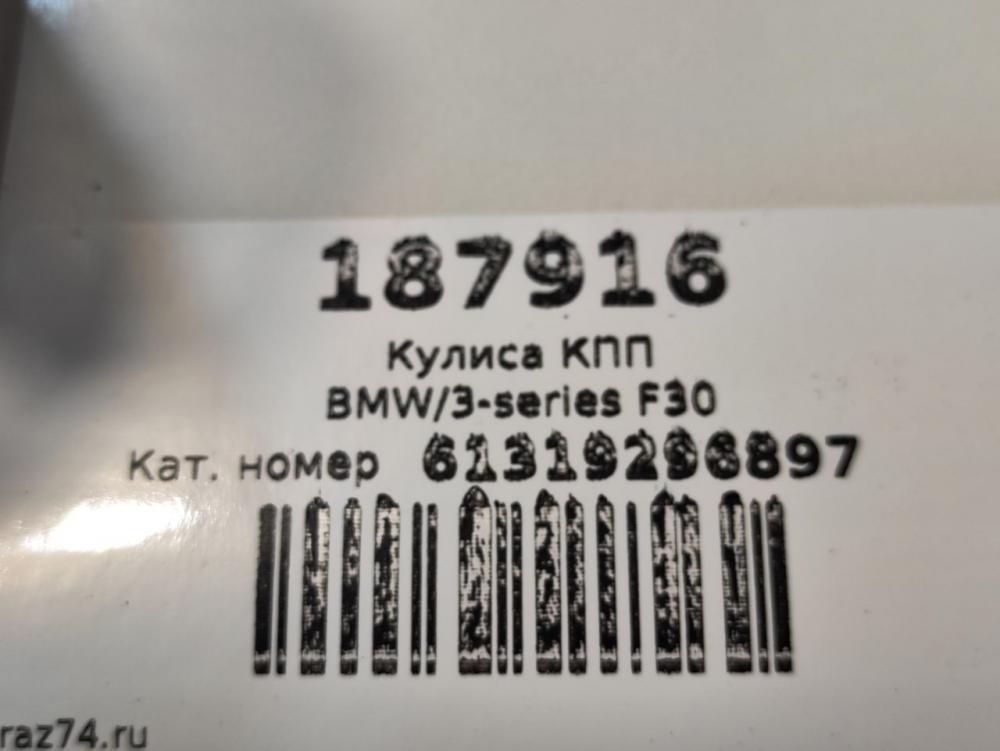 187916
Кулиса КПП
BMW/3-series F30
Кат. номер 61319296897
raz74.ru